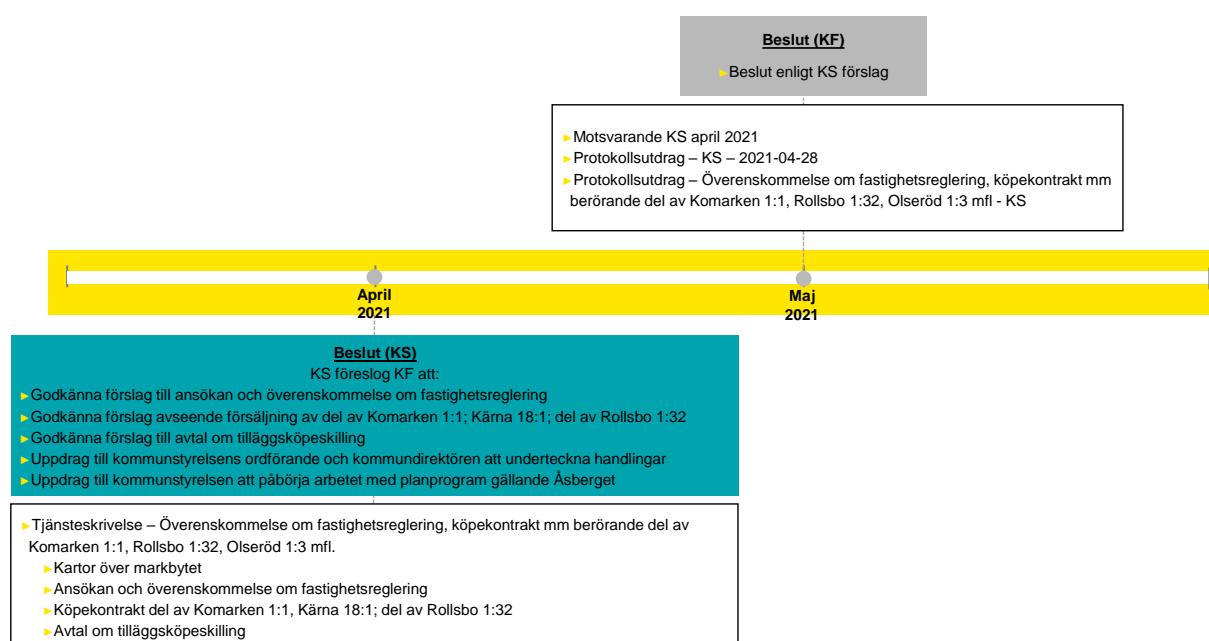 Beslut (KF)
►Beslut enligt KS förslag
►Motsvarande KS april 2021
►Protokollsutdrag – KS – 2021-04-28
►Protokollsutdrag – Överenskommelse om fastighetsreglering, köpekontrakt mm
berörande del av Komarken 1:1, Rollsbo 1:32, Olseröd 1:3 mfl - KS
April
2021
Maj
2021
Beslut (KS)
KS föreslog KF att:
►Godkänna förslag till ansökan och överenskommelse om fastighetsreglering
►Godkänna förslag avseende försäljning av del av Komarken 1:1; Kärna 18:1; del av Rollsbo 1:32
►Godkänna förslag till avtal om tilläggsköpeskilling
►Uppdrag till kommunstyrelsens ordförande och kommundirektören att underteckna handlingar
►Uppdrag till kommunstyrelsen att påbörja arbetet med planprogram gällande Åsberget
►Tjänsteskrivelse – Överenskommelse om fastighetsreglering, köpekontrakt mm berörande del av
Komarken 1:1, Rollsbo 1:32, Olseröd 1:3 mfl.
►Kartor över markbytet
►Ansökan och överenskommelse om fastighetsreglering
►Köpekontrakt del av Komarken 1:1, Kärna 18:1; del av Rollsbo 1:32
►Avtal om tilläggsköpeskilling